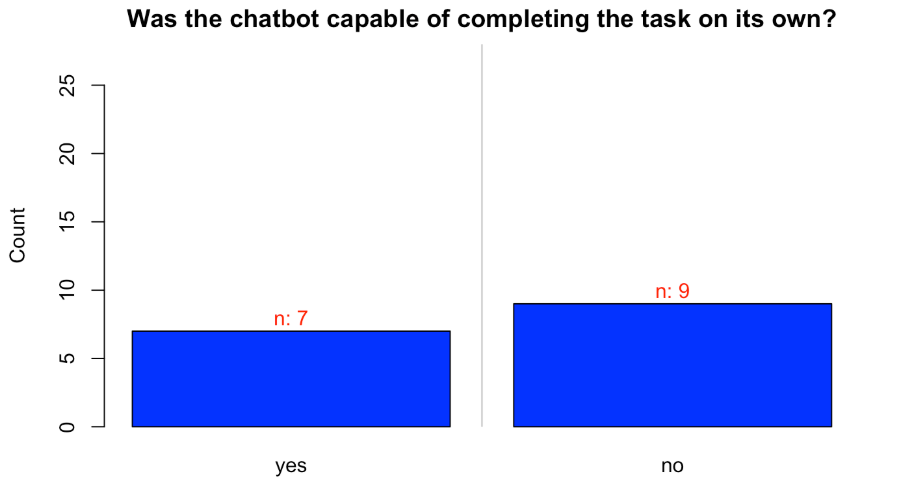 Was the chatbot capable of completing the task on its own?
Count
25
20
15
10
5
0
n: 7
n: 9
yes
no